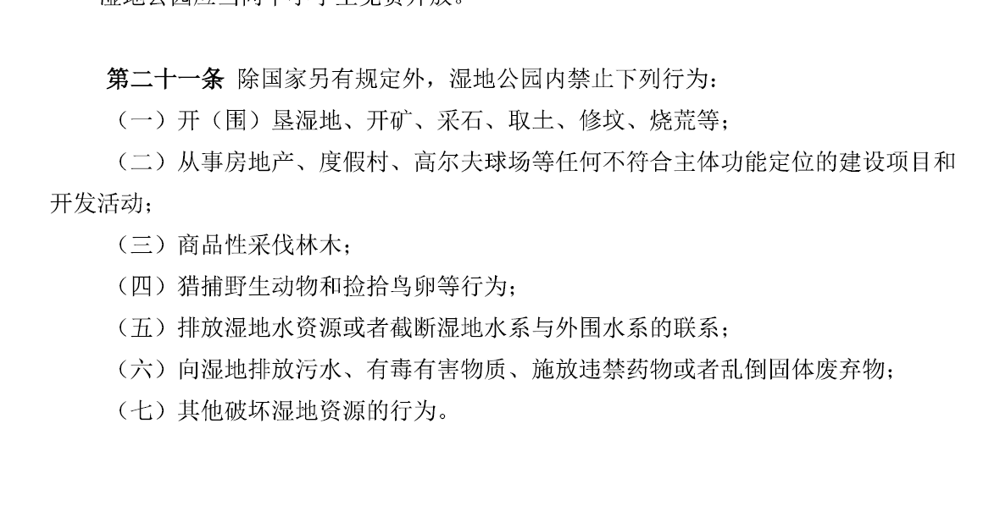 湿地公园应当向中小学生免费开放。
第二十一条 除国家另有规定外，湿地公园内禁止下列行为：
（一）开（围）垦湿地、开矿、采石、取土、修坟、烧荒等；
（二）从事房地产、度假村、高尔夫球场等任何不符合主体功能定位的建设项目和
开发活动；
（三）商品性采伐林木；
（四）猎捕野生动物和捡拾鸟卵等行为；
（五）排放湿地水资源或者截断湿地水系与外围水系的联系；
（六）向湿地排放污水、有毒有害物质、施放违禁药物或者乱倒固体废弃物；
（七）其他破坏湿地资源的行为。